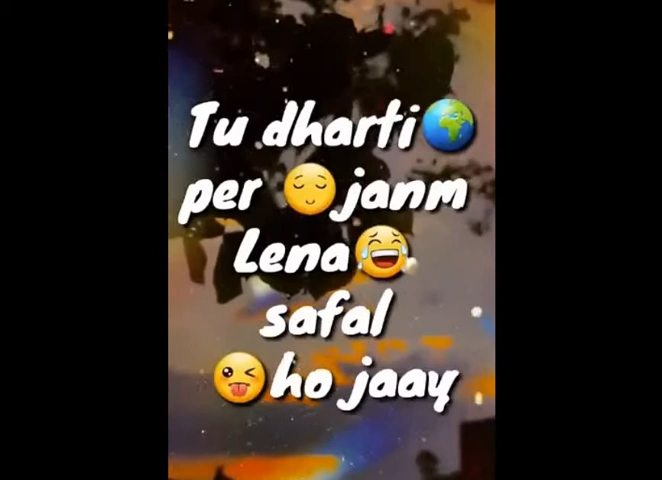 Tu dharti🌍
per 😌janm
Lena😂
safal
😜ho jaay